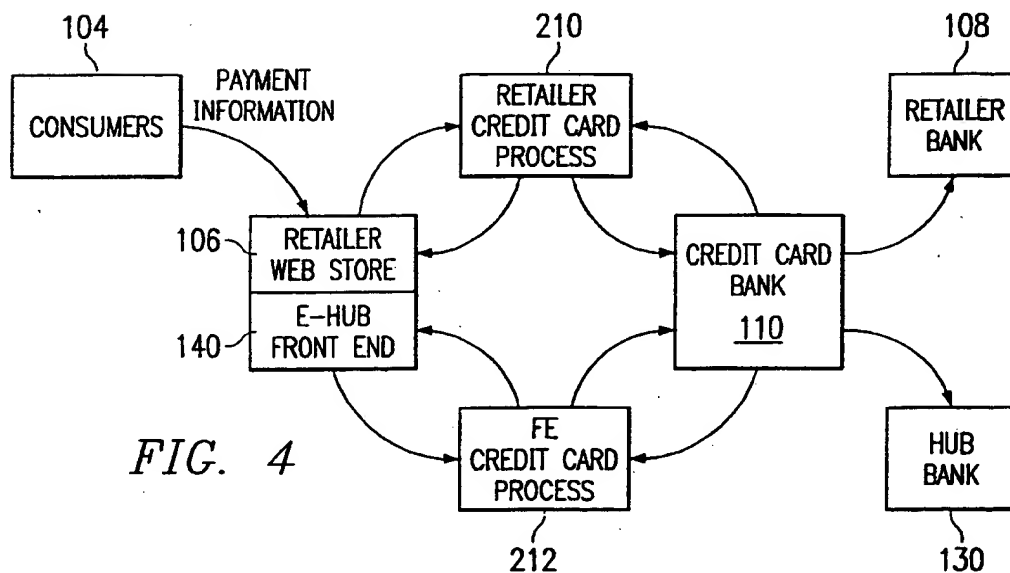 104
CONSUMERS
PAYMENT
INFORMATION
210
RETAILER
CREDIT CARD
PROCESS
108
RETAILER
BANK
106
RETAILER
WEB STORE
140
E-HUB
FRONT END
CREDIT CARD
BANK
110
FIG. 4
FE
CREDIT CARD
PROCESS
212
HUB
BANK
130